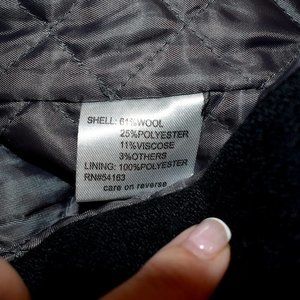 SHELL: 61%WOOL
25%POLYESTER
11%VISCOSE
3%OTHERS
LINING: 100%POLYESTER
RN#54163
care on reverse